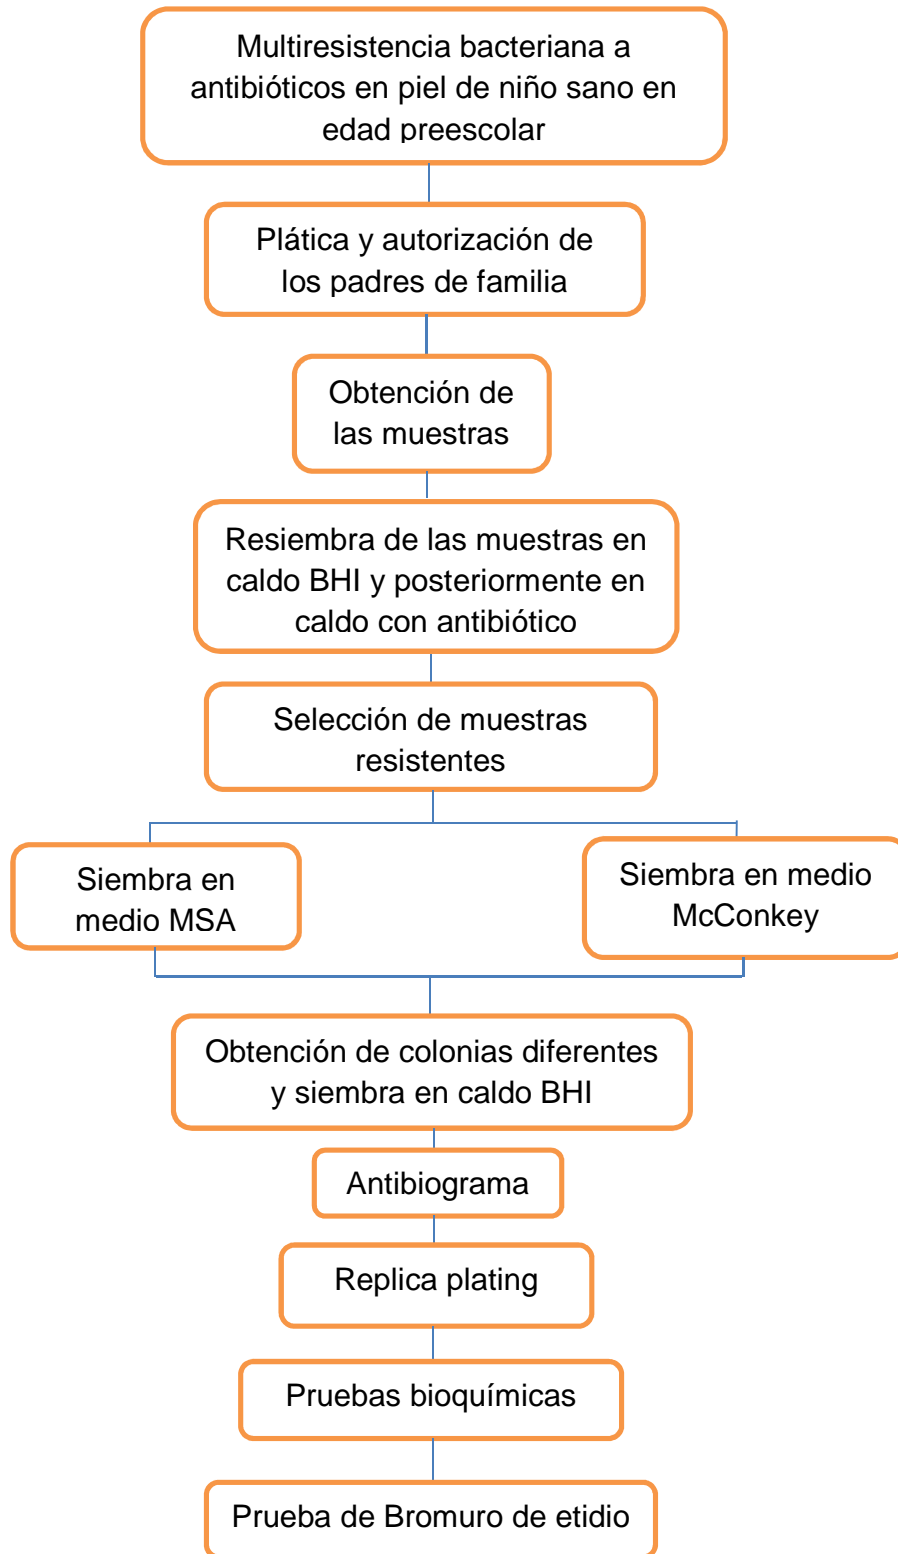 Multiresistencia bacteriana a
antibióticos en piel de niño sano en
edad preescolar
Plática y autorización de
los padres de familia
Obtención de
las muestras
Resiembra de las muestras en
caldo BHI y posteriormente en
caldo con antibiótico
Selección de muestras
resistentes
Siembra en
medio MSA
Siembra en medio
McConkey
Obtención de colonias diferentes
y siembra en caldo BHI
Antibiograma
Replica plating
Pruebas bioquímicas
Prueba de Bromuro de etidio